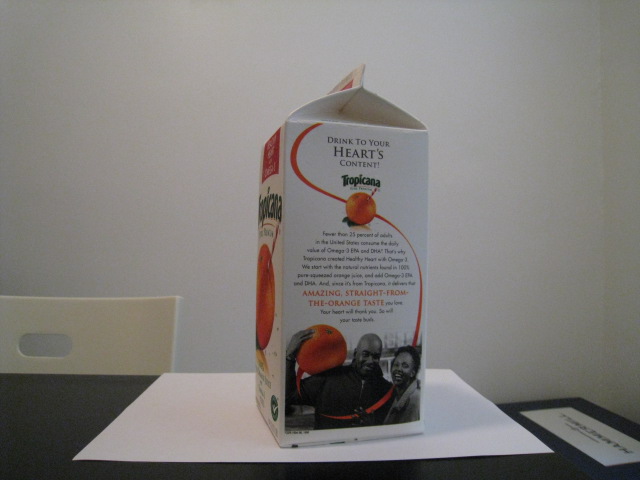 DRINK TO YOUR
HEART'S
CONTENT!
Tropicana
Fewer than 25 percent of adults
in the United States consume the daily
value of Omega-3 EPA and DHA! That's why
Tropicana created Healthy Heart with Omega-3.
We start with the natural nutrients found in 100%
pure-squeezed orange juice, and add Omega-3 EPA
and DHA. And, since it's from Tropicana, it delivers that
AMAZING, STRAIGHT-FROM-
THE-ORANGE TASTE you love.
Your heart will thank you. So will
your taste buds.
Tropicana